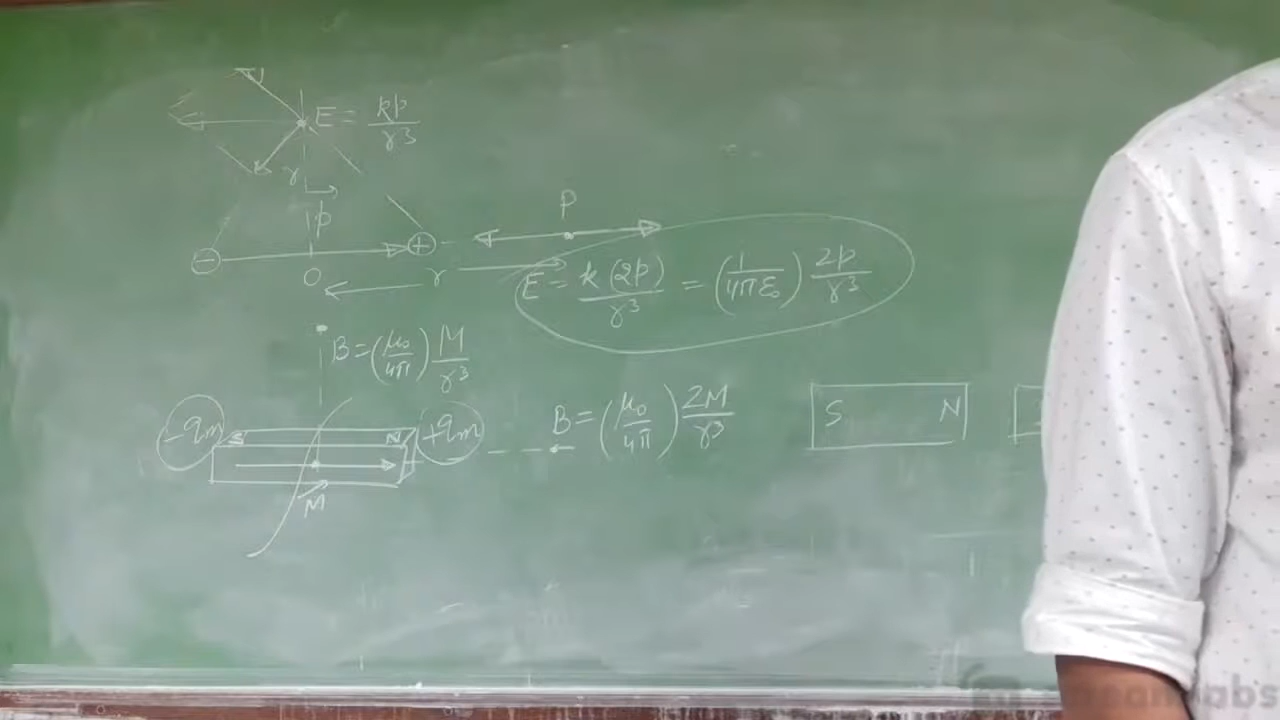 E = kp/r³
r
p
− + P
O r E = k(2p)/r³ = (1/4πε₀) 2p/r³
B = (μ₀/4π) M/r³
-qm S N +qm B = (μ₀/4π) 2M/r³ S N
M